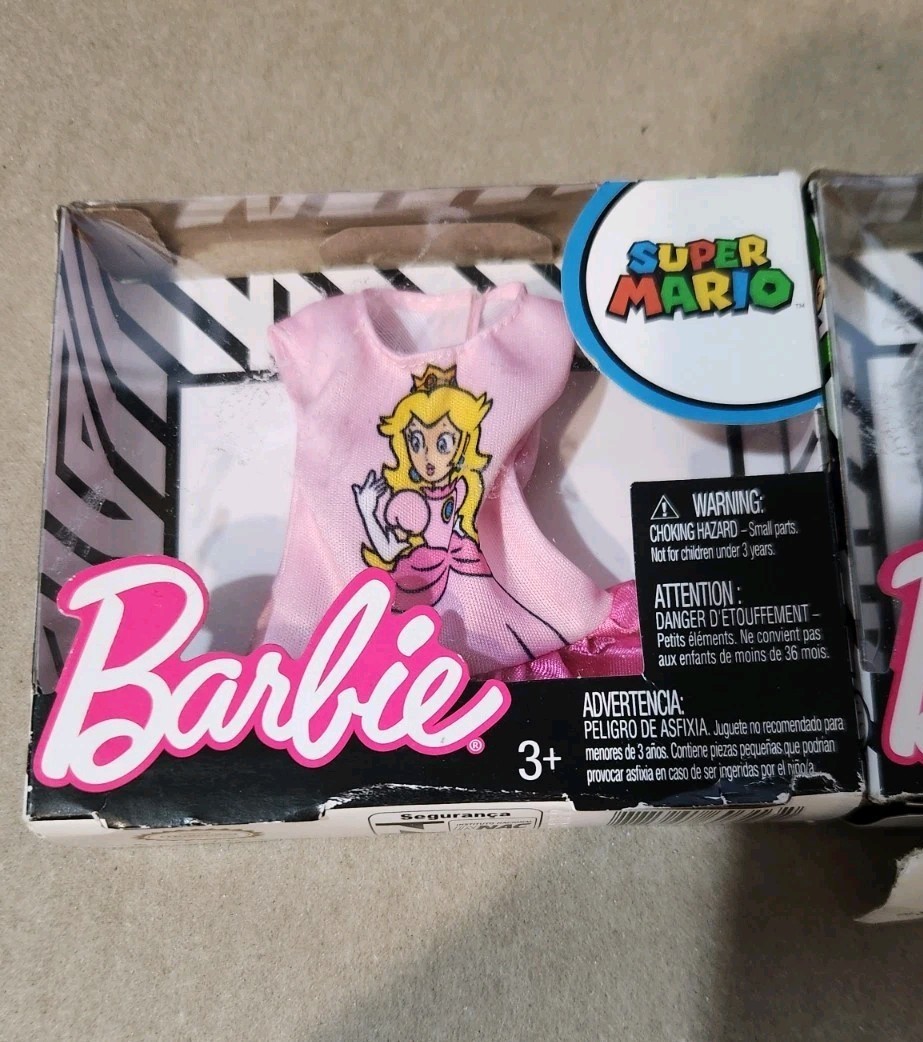 SUPER
MARIO™
WARNING:
CHOKING HAZARD – Small parts.
Not for children under 3 years.
ATTENTION :
DANGER D'ÉTOUFFEMENT –
Petits éléments. Ne convient pas
aux enfants de moins de 36 mois.
Barbie®
3+
ADVERTENCIA:
PELIGRO DE ASFIXIA. Juguete no recomendado para
menores de 3 años. Contiene piezas pequeñas que podrían
provocar asfixia en caso de ser ingeridas por el niño/a.
Segurança